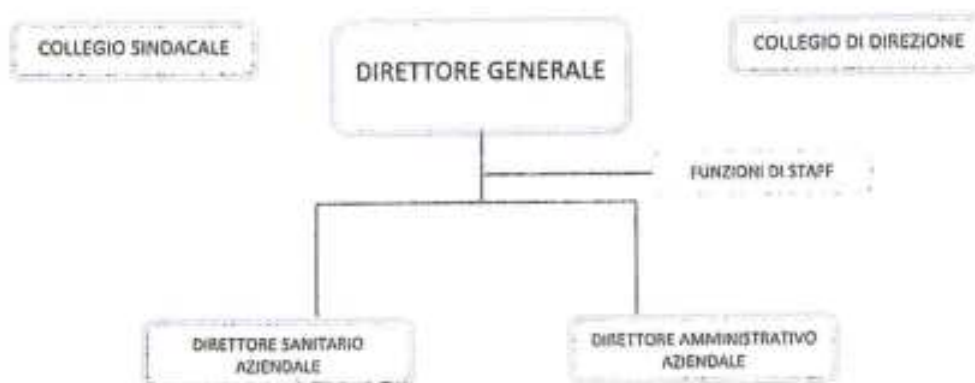 COLLEGIO SINDACALE
DIRETTORE GENERALE
COLLEGIO DI DIREZIONE
FUNZIONI DI STAFF
DIRETTORE SANITARIO
AZIENDALE
DIRETTORE AMMINISTRATIVO
AZIENDALE